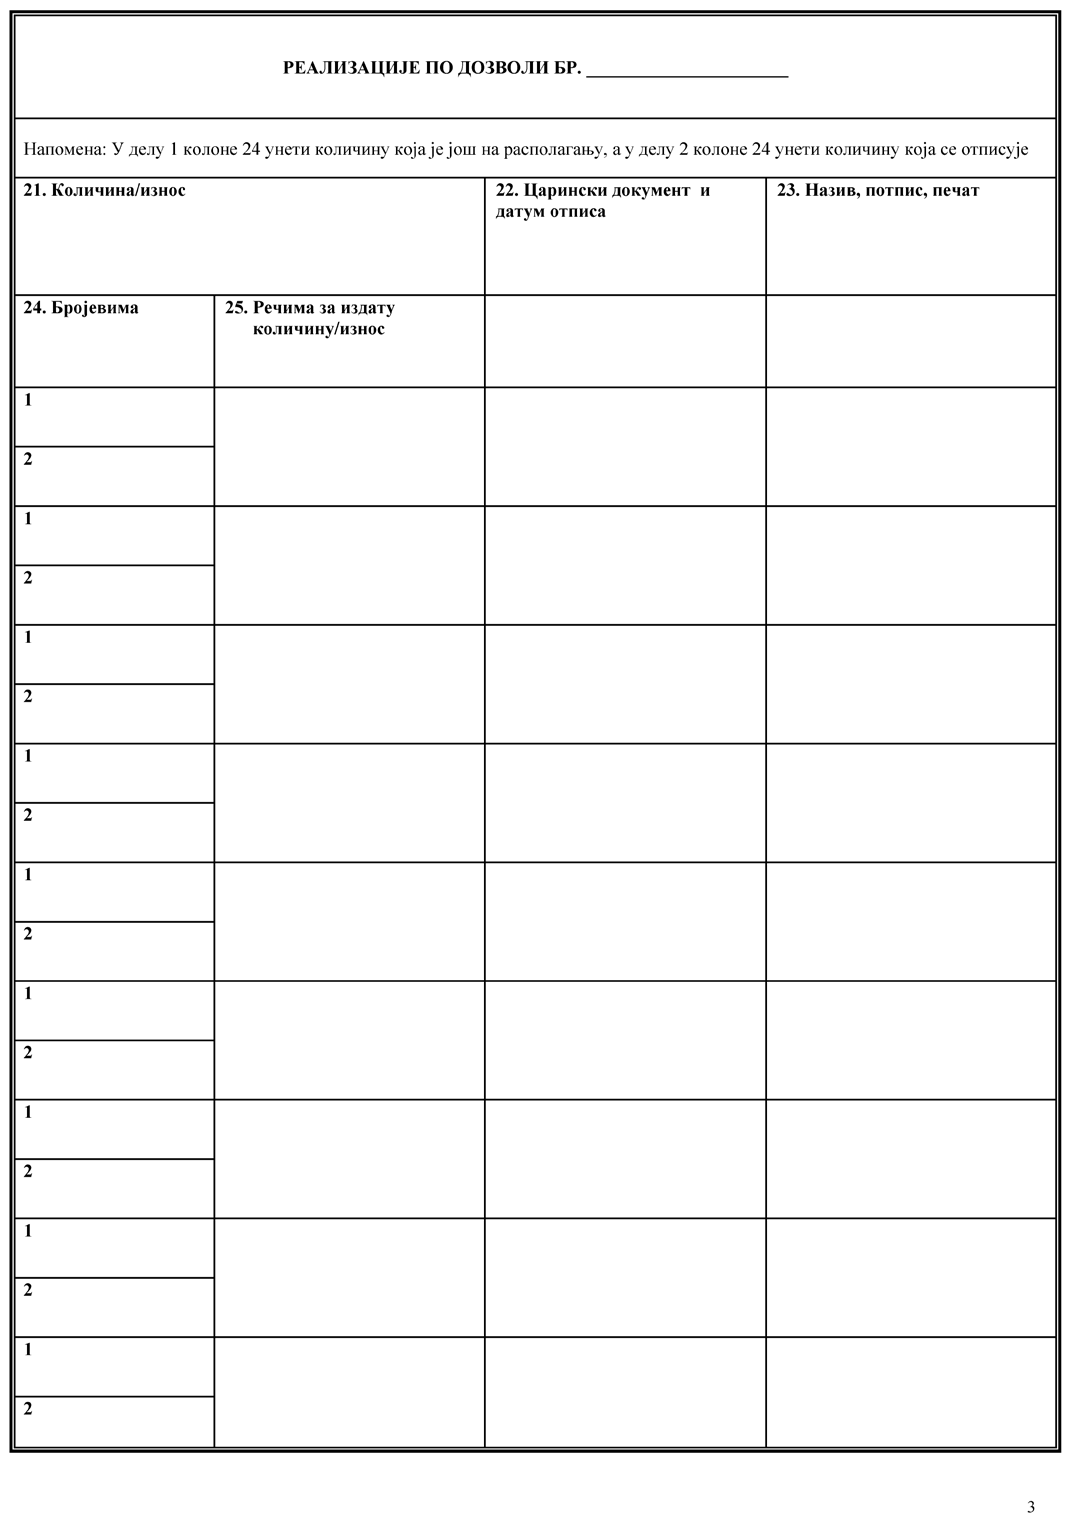 РЕАЛИЗАЦИЈЕ ПО ДОЗВОЛИ БР. ______________________
Напомена: У делу 1 колоне 24 унети количину која је још на располагању, а у делу 2 колоне 24 унети количину која се отписује
21. Количина/износ
22. Царински документ и
датум отписа
23. Назив, потпис, печат
24. Бројевима
25. Речима за издату
количину/износ
1
2
1
2
1
2
1
2
1
2
1
2
1
2
1
2
1
2
3